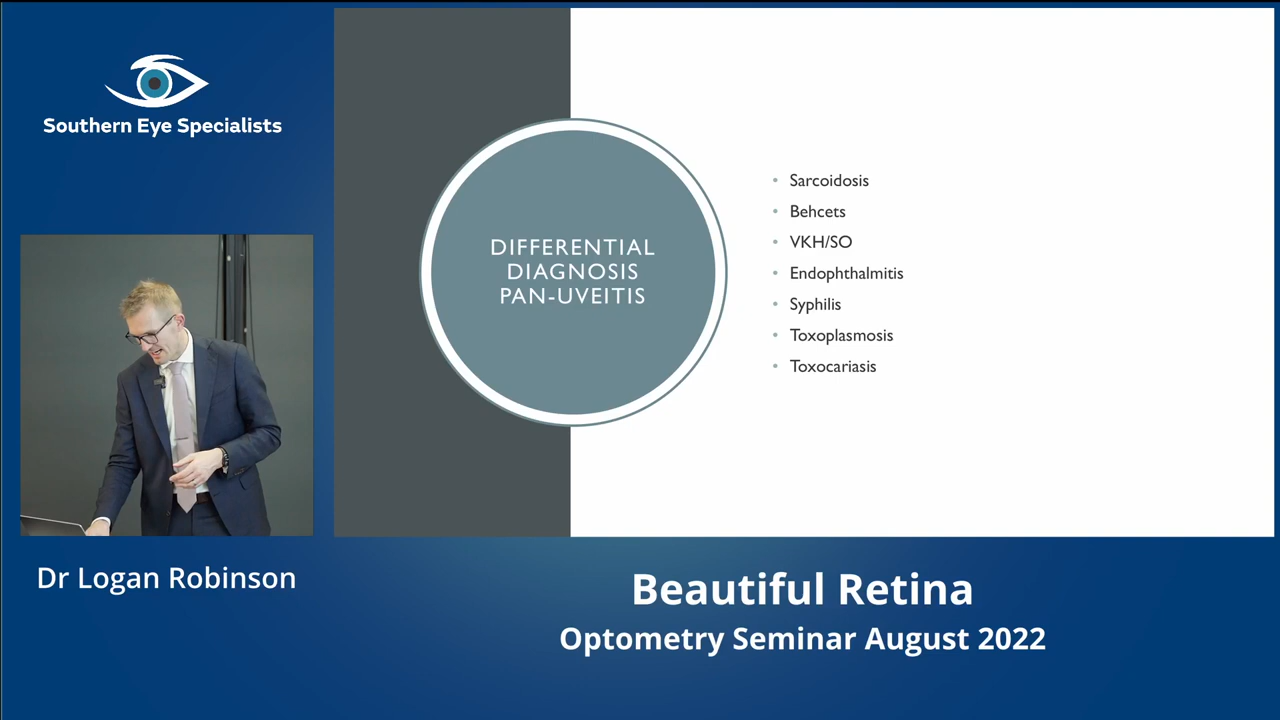 Southern Eye Specialists
DIFFERENTIAL
DIAGNOSIS
PAN-UVEITIS
• Sarcoidosis
• Behcets
• VKH/SO
• Endophthalmitis
• Syphilis
• Toxoplasmosis
• Toxocariasis
Dr Logan Robinson
Beautiful Retina
Optometry Seminar August 2022